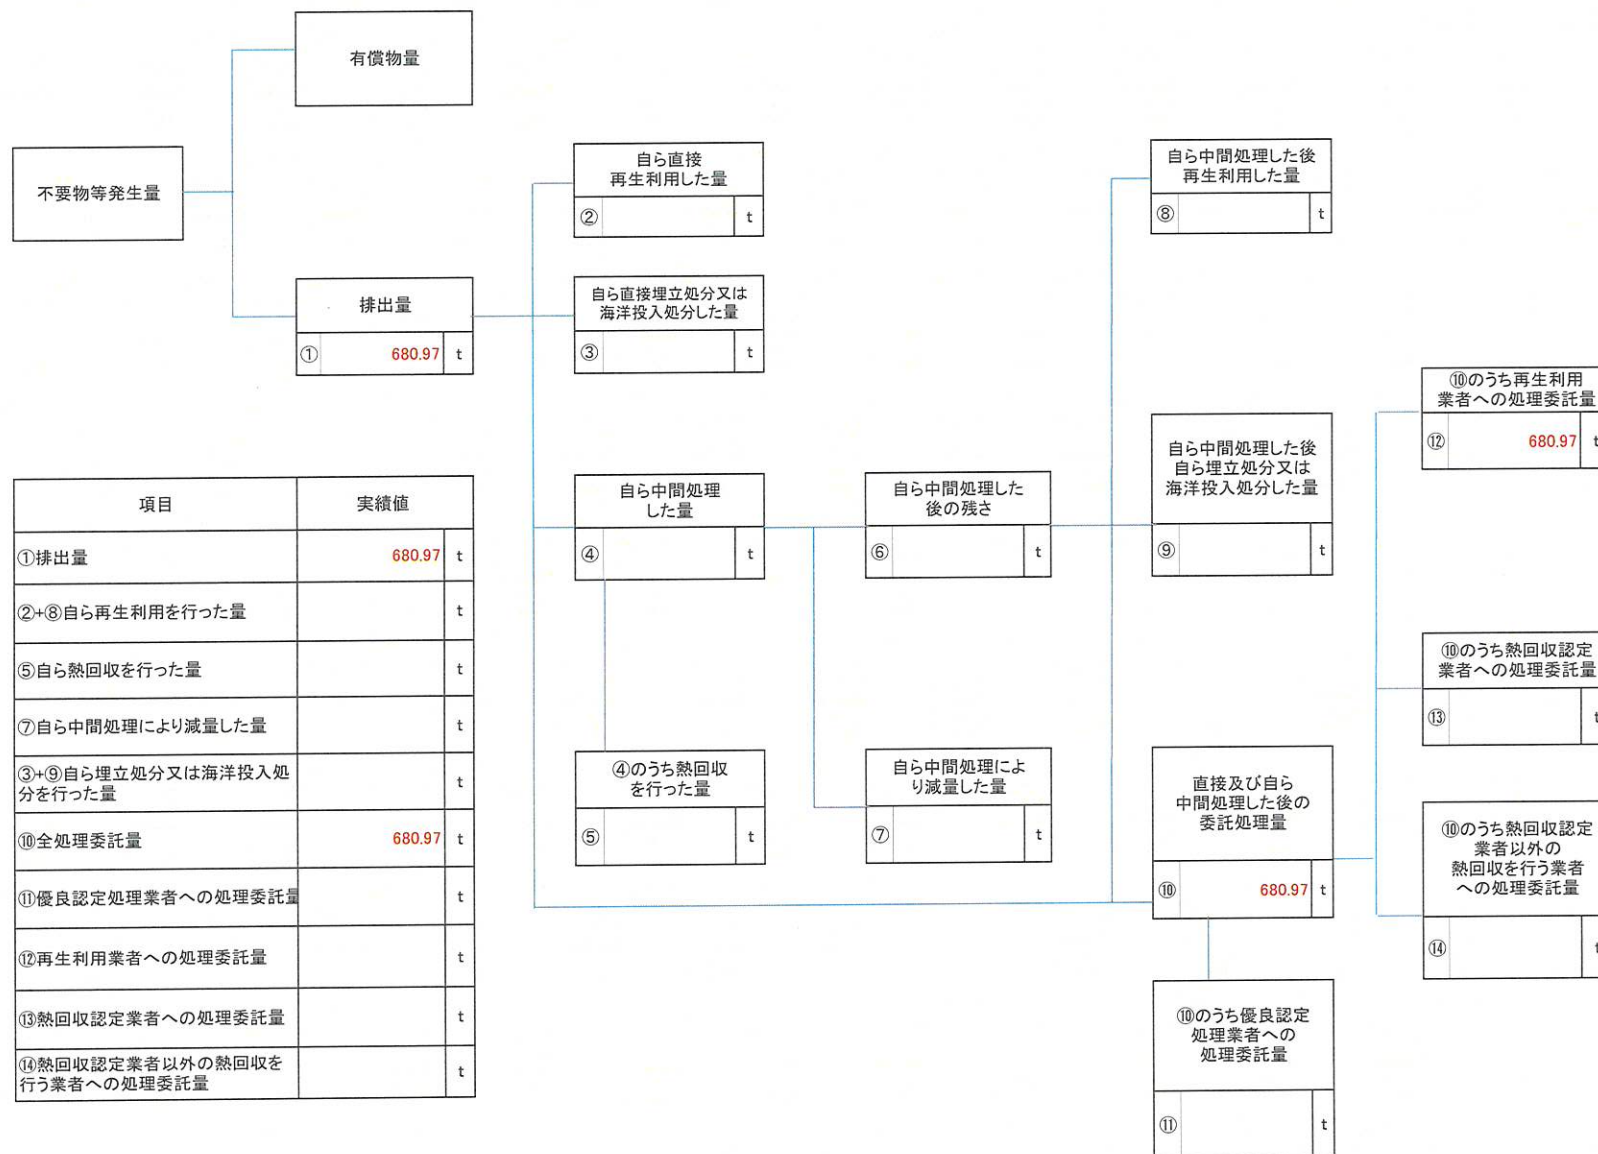 有償物量
不要物等発生量
排出量
① 680.97 t
自ら直接
再生利用した量
② t
自ら直接埋立処分又は
海洋投入処分した量
③ t
自ら中間処理
した量
④ t
④のうち熱回収
を行った量
⑤ t
自ら中間処理した
後の残さ
⑥ t
自ら中間処理によ
り減量した量
⑦ t
自ら中間処理した後
再生利用した量
⑧ t
自ら中間処理した後
自ら埋立処分又は
海洋投入処分した量
⑨ t
直接及び自ら
中間処理した後の
委託処理量
⑩ 680.97 t
⑩のうち優良認定
処理業者への
処理委託量
⑪ t
⑩のうち再生利用
業者への処理委託量
⑫ 680.97 t
⑩のうち熱回収認定
業者への処理委託量
⑬ t
⑩のうち熱回収認定
業者以外の
熱回収を行う業者
への処理委託量
⑭ t
項目 実績値
①排出量 680.97 t
②+⑧自ら再生利用を行った量 t
⑤自ら熱回収を行った量 t
⑦自ら中間処理により減量した量 t
③+⑨自ら埋立処分又は海洋投入処
分を行った量 t
⑩全処理委託量 680.97 t
⑪優良認定処理業者への処理委託量 t
⑫再生利用業者への処理委託量 t
⑬熱回収認定業者への処理委託量 t
⑭熱回収認定業者以外の熱回収を
行う業者への処理委託量 t